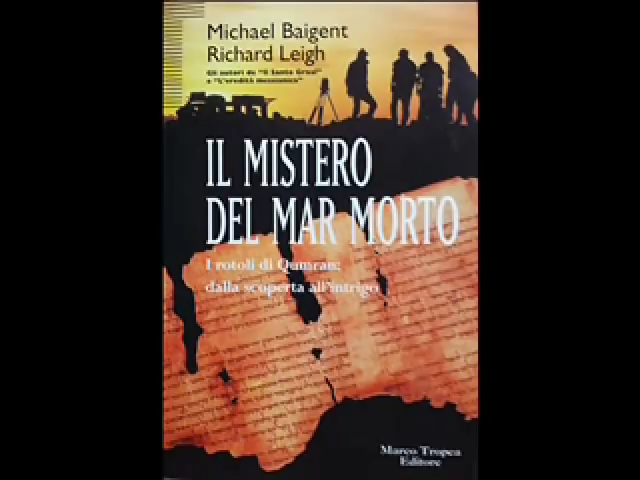 Michael Baigent
Richard Leigh
Gli autori de "Il Santo Graal"
e "L'eredità messianica"
IL MISTERO
DEL MAR MORTO
I rotoli di Qumran:
dalla scoperta all'intrigo
Marco Tropea
Editore